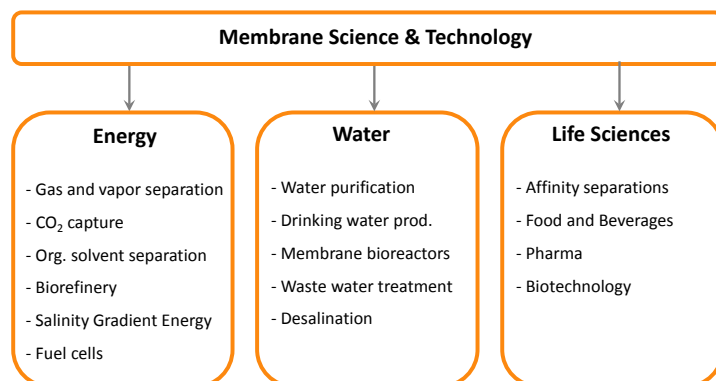 Membrane Science & Technology
Energy
- Gas and vapor separation
- CO₂ capture
- Org. solvent separation
- Biorefinery
- Salinity Gradient Energy
- Fuel cells
Water
- Water purification
- Drinking water prod.
- Membrane bioreactors
- Waste water treatment
- Desalination
Life Sciences
- Affinity separations
- Food and Beverages
- Pharma
- Biotechnology